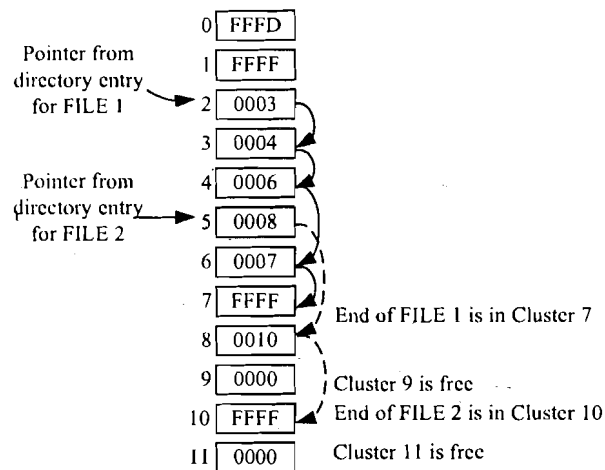 0 FFFD
Pointer from
directory entry
for FILE 1
1 FFFF
2 0003
3 0004
4 0006
Pointer from
directory entry
for FILE 2
5 0008
6 0007
7 FFFF
End of FILE 1 is in Cluster 7
8 0010
9 0000
Cluster 9 is free
10 FFFF
End of FILE 2 is in Cluster 10
11 0000
Cluster 11 is free